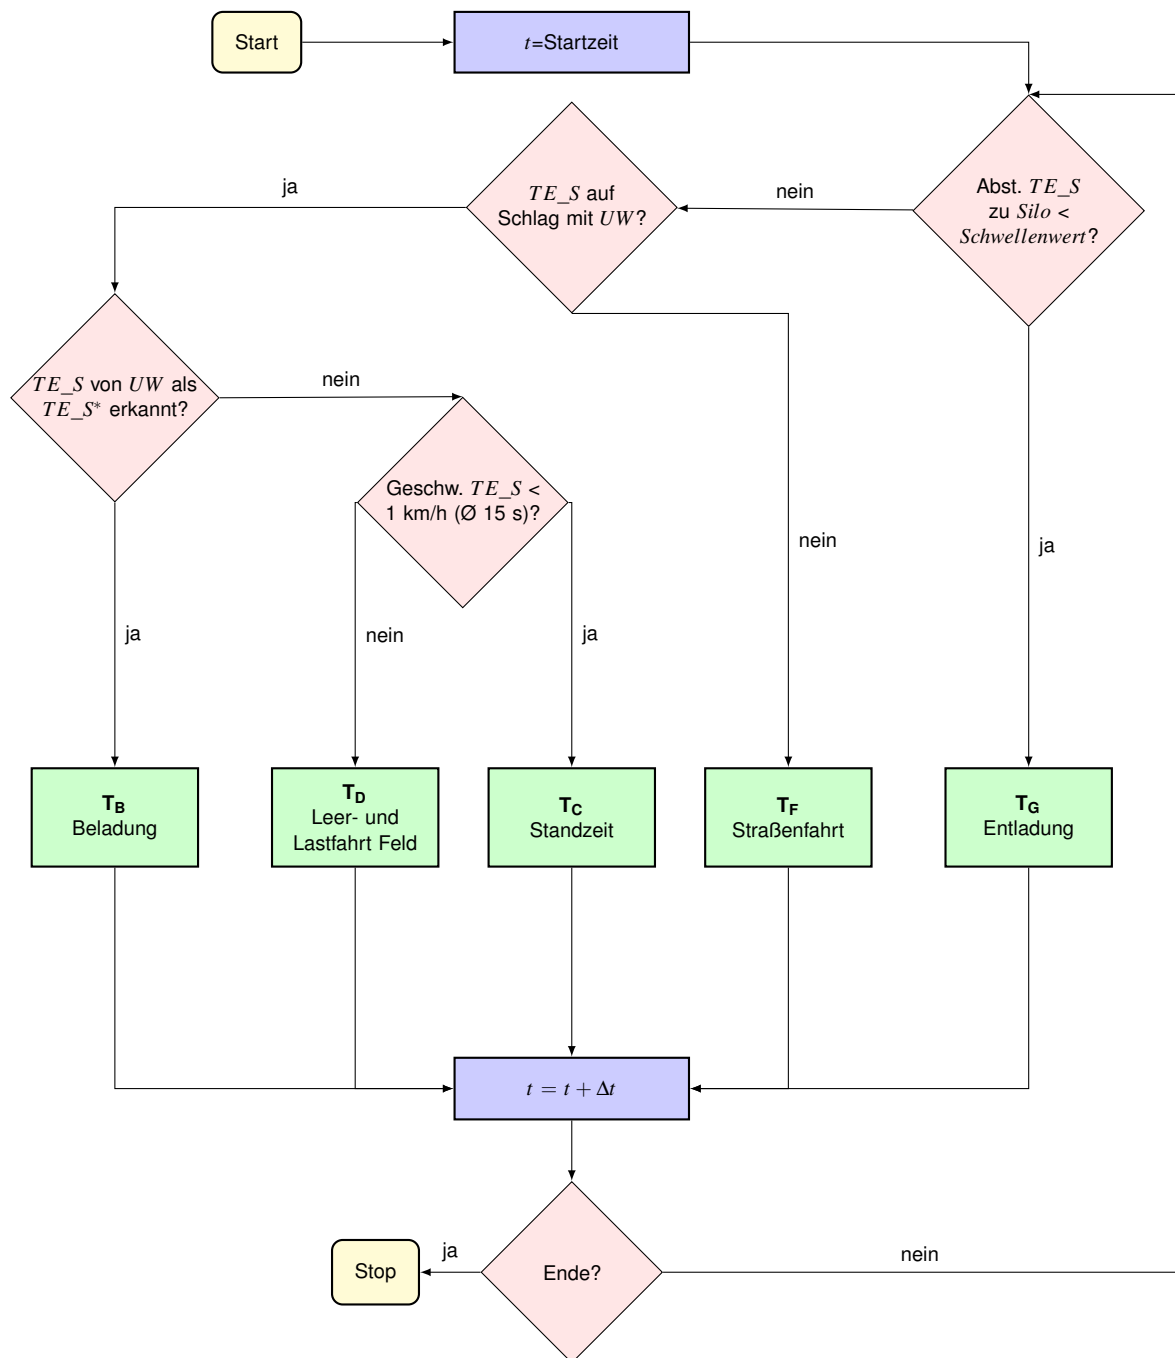 Start
t=Startzeit
Abst. TE_S
zu Silo <
Schwellenwert?
nein
TE_S auf
Schlag mit UW?
ja
TE_S von UW als
TE_S* erkannt?
nein
Geschw. TE_S <
1 km/h (Ø 15 s)?
nein
ja
ja
nein
ja
T_B
Beladung
T_D
Leer- und
Lastfahrt Feld
T_C
Standzeit
T_F
Straßenfahrt
T_G
Entladung
t = t + Δt
Stop
ja
Ende?
nein